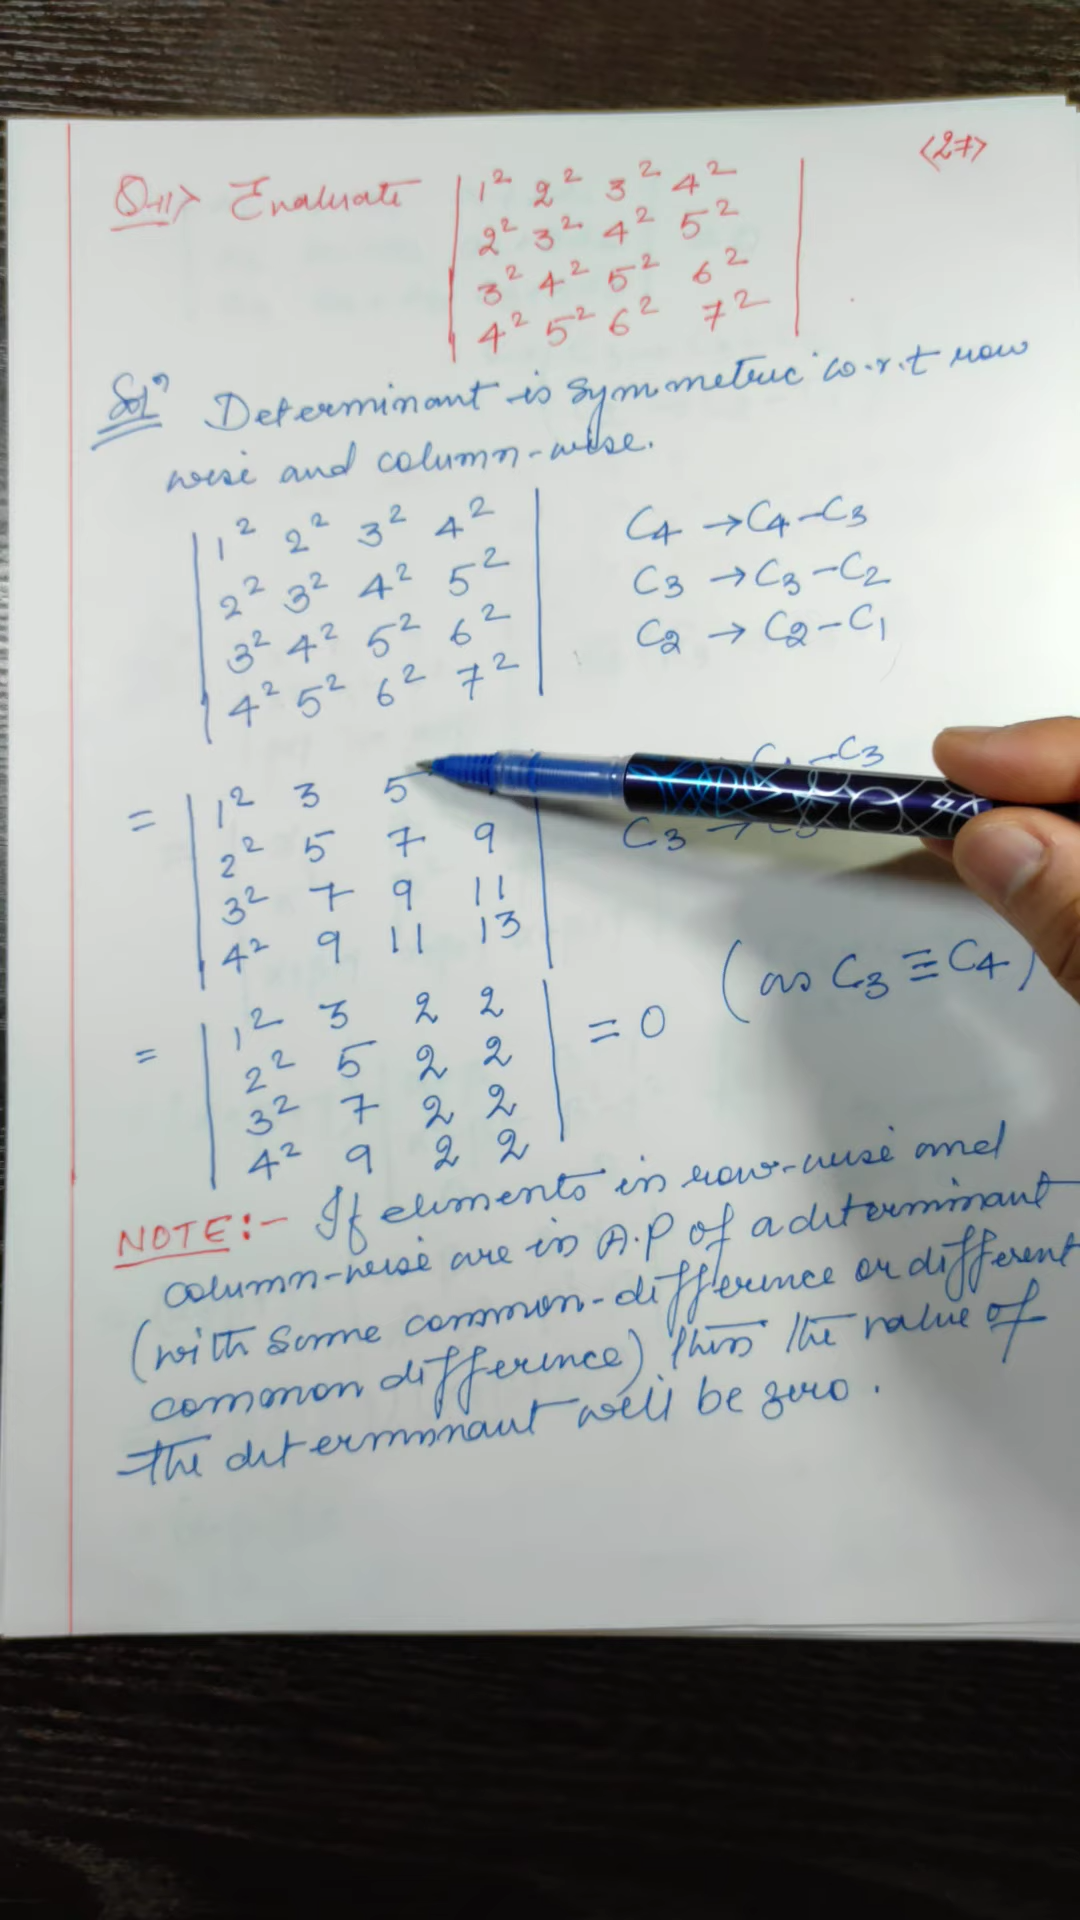 <27>
Q-11> Evaluate | 1² 2² 3² 4² |
| 2² 3² 4² 5² |
| 3² 4² 5² 6² |
| 4² 5² 6² 7² |
Solⁿ Determinant is symmetric w.r.t row
wise and column-wise.
| 1² 2² 3² 4² | C₄ → C₄ - C₃
| 2² 3² 4² 5² | C₃ → C₃ - C₂
| 3² 4² 5² 6² | C₂ → C₂ - C₁
| 4² 5² 6² 7² |
= | 1² 3 5 - C₃
| 2² 5 7 9 | C₃ →
| 3² 7 9 11 |
| 4² 9 11 13 |
= | 1² 3 2 2 | = 0 (as C₃ ≡ C₄)
| 2² 5 2 2 |
| 3² 7 2 2 |
| 4² 9 2 2 |
NOTE:- If elements in row-wise and
column-wise are in A.P of a determinant
(with same common-difference or different
common difference) then the value of
the determinant will be zero.